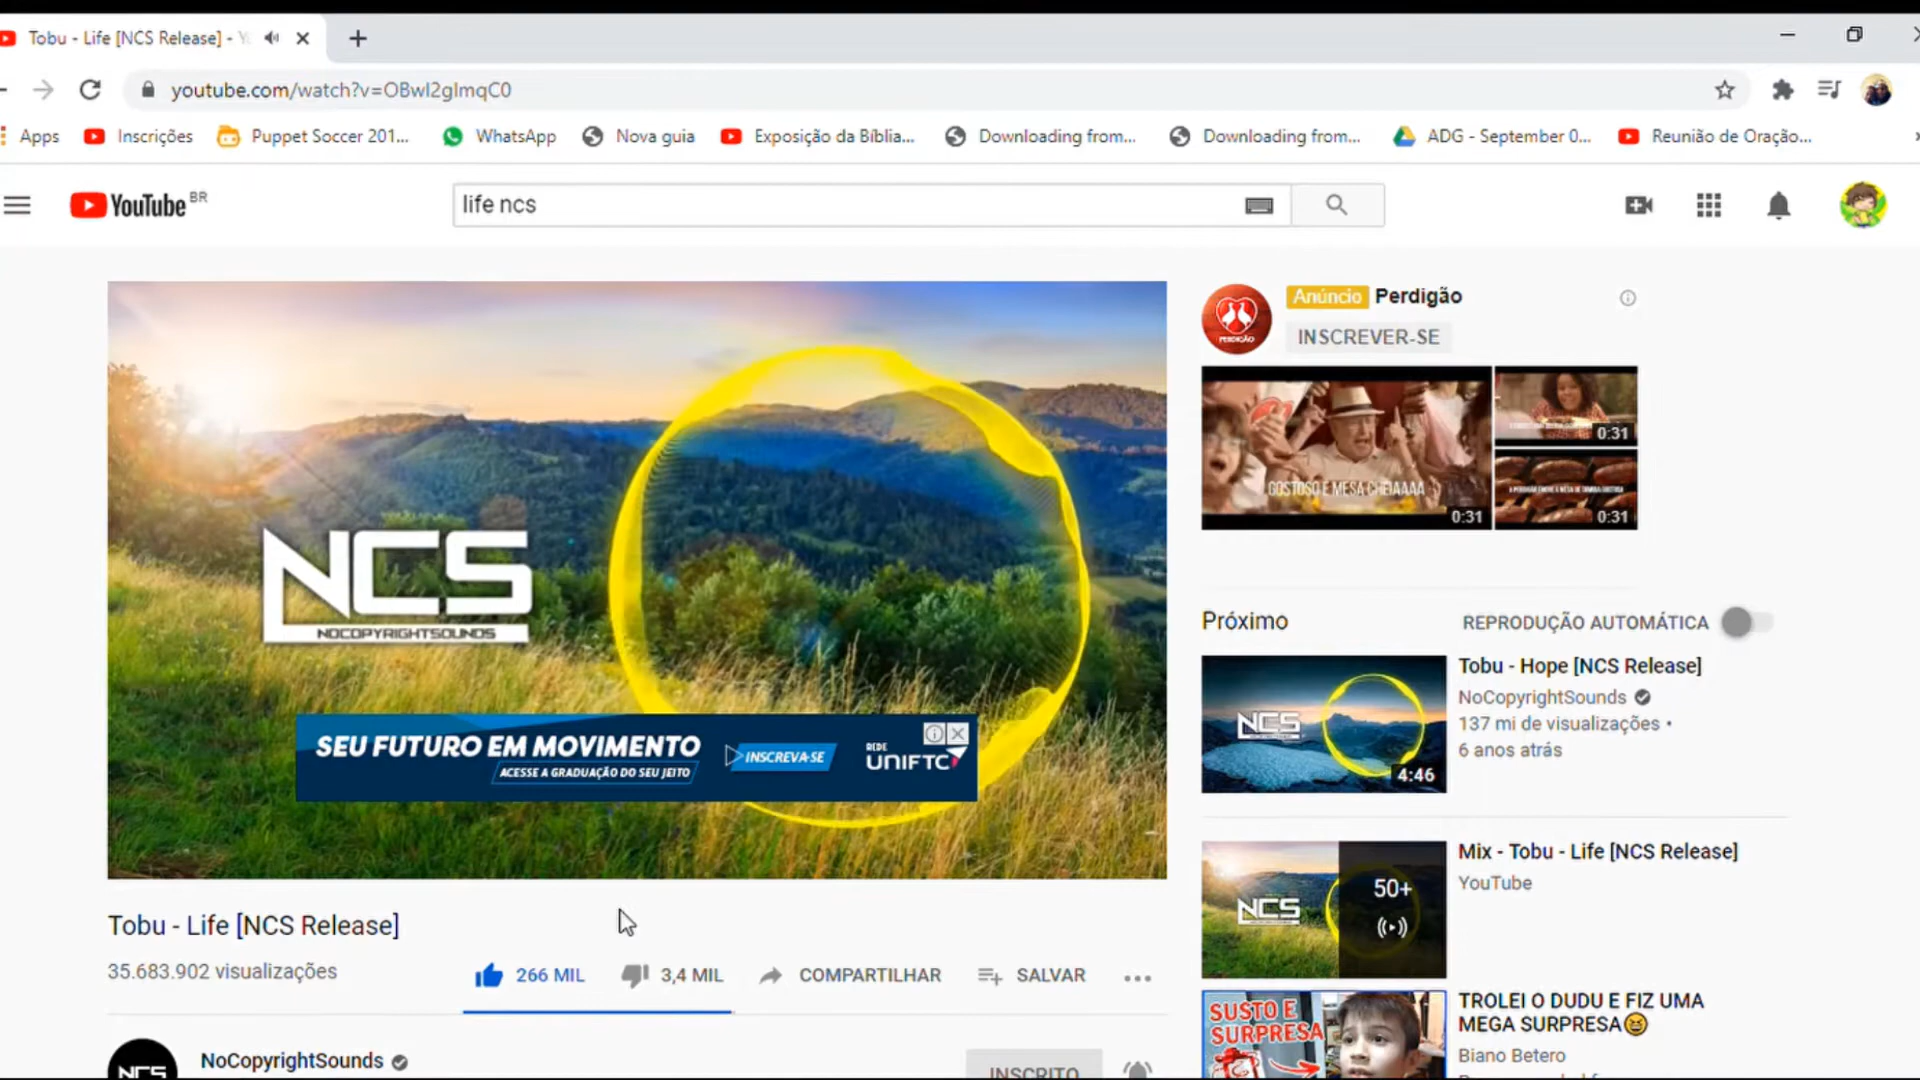 Tobu - Life [NCS Release] - Y
youtube.com/watch?v=OBwI2gImqC0
Apps
Inscrições
Puppet Soccer 201...
WhatsApp
Nova guia
Exposição da Bíblia...
Downloading from...
Downloading from...
ADG - September 0...
Reunião de Oração...
YouTube BR
life ncs
NCS
NOCOPYRIGHTSOUNDS
SEU FUTURO EM MOVIMENTO
ACESSE A GRADUAÇÃO DO SEU JEITO
INSCREVA-SE
REDE
UNIFTC
Tobu - Life [NCS Release]
35.683.902 visualizações
266 MIL
3,4 MIL
COMPARTILHAR
SALVAR
NCS
NoCopyrightSounds
INSCRITO
PERDIGÃO
Anúncio Perdigão
INSCREVER-SE
GOSTOSO É MESA CHEIAAAA
0:31
0:31
0:31
Próximo
REPRODUÇÃO AUTOMÁTICA
NCS
4:46
Tobu - Hope [NCS Release]
NoCopyrightSounds
137 mi de visualizações •
6 anos atrás
NCS
50+
Mix - Tobu - Life [NCS Release]
YouTube
SUSTO E
SURPRESA
TROLEI O DUDU E FIZ UMA
MEGA SURPRESA😆
Biano Betero